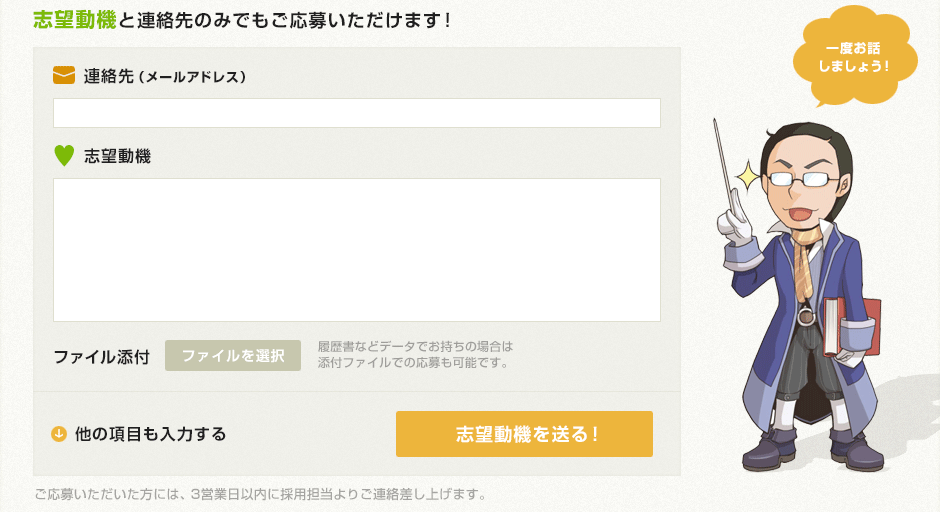 志望動機と連絡先のみでもご応募いただけます！
一度お話
しましょう！
連絡先（メールアドレス）
志望動機
ファイル添付
ファイルを選択
履歴書などデータでお持ちの場合は
添付ファイルでの応募も可能です。
他の項目も入力する
志望動機を送る！
ご応募いただいた方には、3営業日以内に採用担当よりご連絡差し上げます。